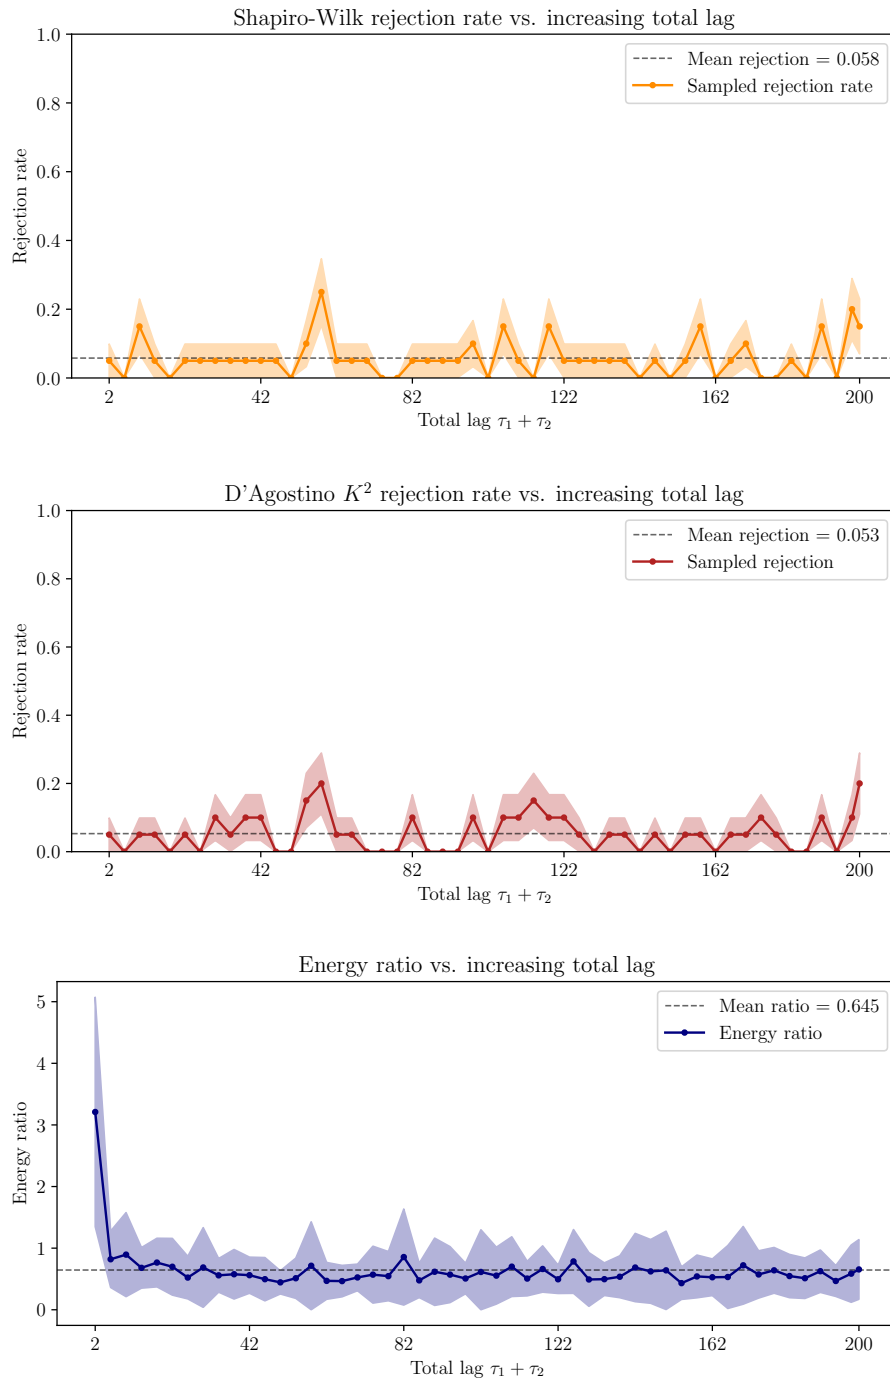 Shapiro-Wilk rejection rate vs. increasing total lag
1.0
0.8
0.6
0.4
0.2
0.0
Rejection rate
Mean rejection = 0.058
Sampled rejection rate
2 42 82 122 162 200
Total lag τ₁ + τ₂
D'Agostino K² rejection rate vs. increasing total lag
1.0
0.8
0.6
0.4
0.2
0.0
Rejection rate
Mean rejection = 0.053
Sampled rejection
2 42 82 122 162 200
Total lag τ₁ + τ₂
Energy ratio vs. increasing total lag
5
4
3
2
1
0
Energy ratio
Mean ratio = 0.645
Energy ratio
2 42 82 122 162 200
Total lag τ₁ + τ₂